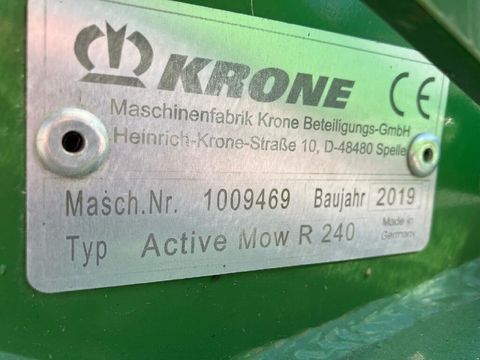 KRONE
CE
Maschinenfabrik Krone Beteiligungs-GmbH
Heinrich-Krone-Straße 10, D-48480 Spelle
Masch.Nr. 1009469 Baujahr 2019
Typ Active Mow R 240
Made in
Germany